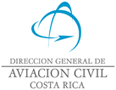 DIRECCION GENERAL DE
AVIACION CIVIL
COSTA RICA